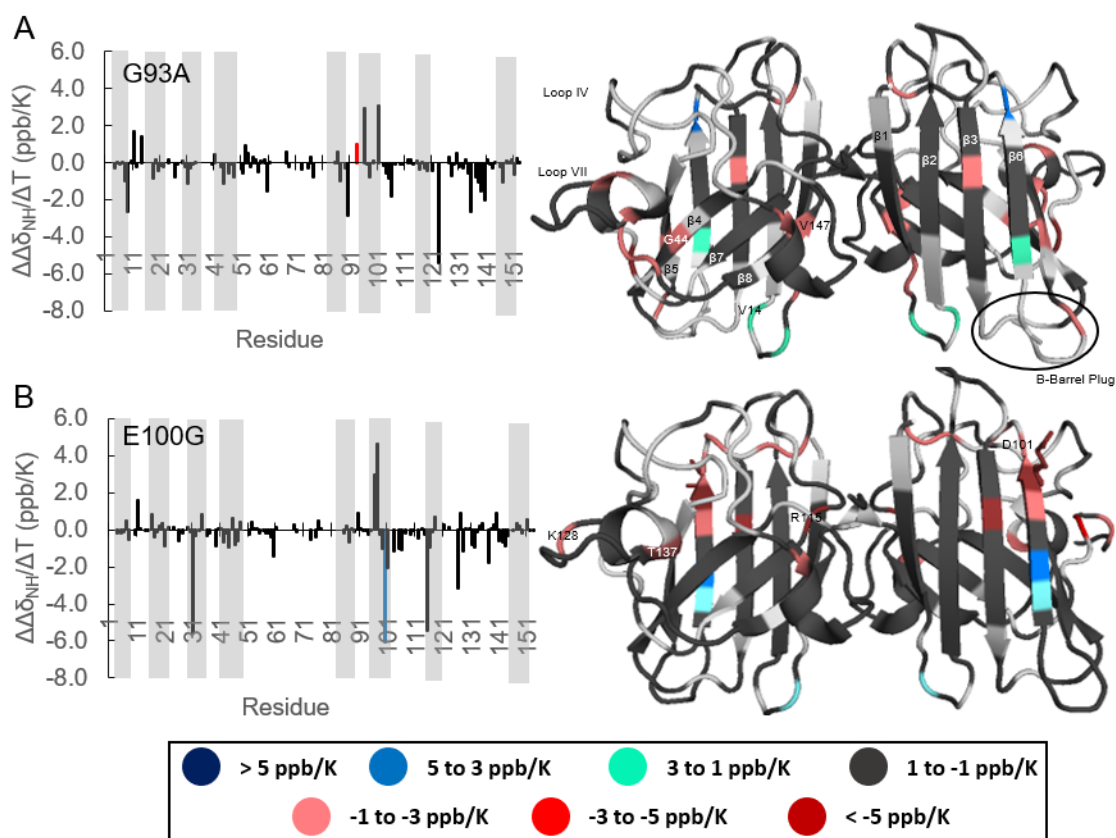 A
G93A
6.0
4.0
2.0
0.0
-2.0
-4.0
-6.0
-8.0
ΔΔδNH/ΔT (ppb/K)
1 11 21 31 41 51 61 71 81 91 101 111 121 131 141 151
Residue
Loop IV
Loop VII
β1
β2
β3
β6
β4
G44
V147
β7
β5
β8
V14
B-Barrel Plug
B
E100G
6.0
4.0
2.0
0.0
-2.0
-4.0
-6.0
-8.0
ΔΔδNH/ΔT (ppb/K)
1 11 21 31 41 51 61 71 81 91 101 111 121 131 141 151
Residue
D101
R115
K128
T137
> 5 ppb/K 5 to 3 ppb/K 3 to 1 ppb/K 1 to -1 ppb/K
-1 to -3 ppb/K -3 to -5 ppb/K < -5 ppb/K